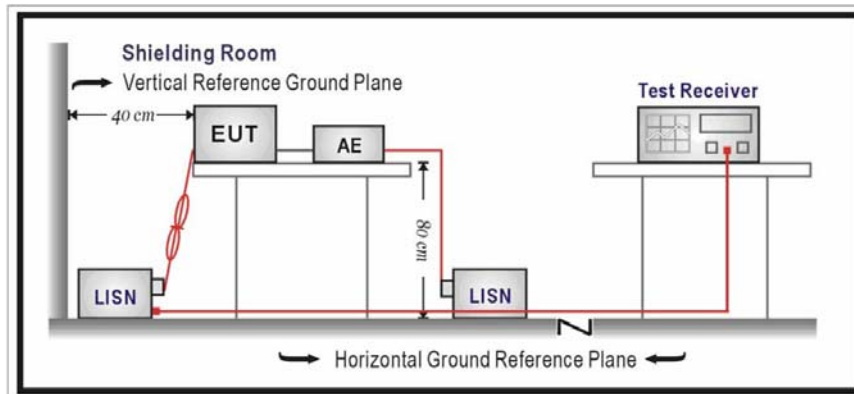 Shielding Room
Vertical Reference Ground Plane
40 cm
EUT
AE
Test Receiver
80 cm
LISN
LISN
Horizontal Ground Reference Plane